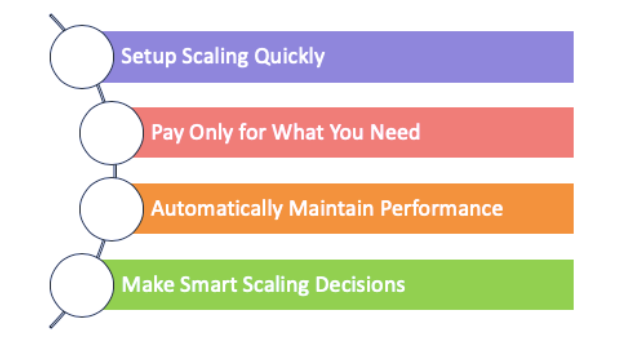 Setup Scaling Quickly
Pay Only for What You Need
Automatically Maintain Performance
Make Smart Scaling Decisions